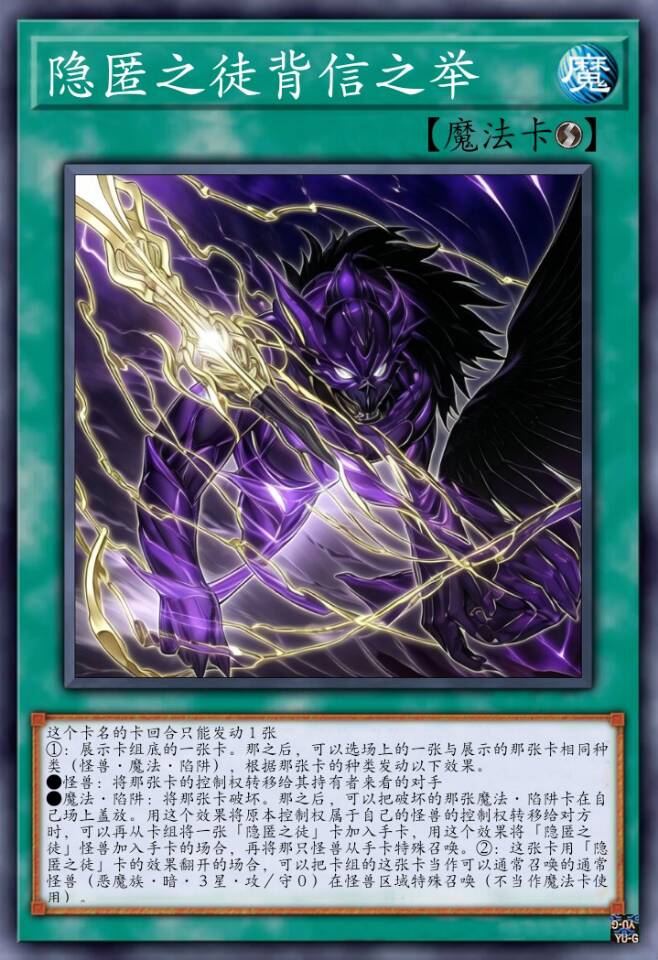 隐匿之徒背信之举
魔
【魔法卡】
这个卡名的卡回合只能发动1张
①：展示卡组底的一张卡。那之后，可以选场上的一张与展示的那张卡相同种
类（怪兽·魔法·陷阱），根据那张卡的种类发动以下效果。
●怪兽：将那张卡的控制权转移给其持有者来看的对手
●魔法·陷阱：将那张卡破坏。那之后，可以把破坏的那张魔法·陷阱卡在自
己场上盖放。用这个效果将原本控制权属于自己的怪兽的控制权转移给对方
时，可以再从卡组将一张「隐匿之徒」卡加入手卡，用这个效果将「隐匿之
徒」怪兽加入手卡的场合，再将那只怪兽从手卡特殊召唤。②：这张卡用「隐
匿之徒」卡的效果翻开的场合，可以把卡组的这张卡当作可以通常召唤的通常
怪兽（恶魔族·暗·3星·攻／守0）在怪兽区域特殊召唤（不当作魔法卡使
用）。
YU-G
YU-G